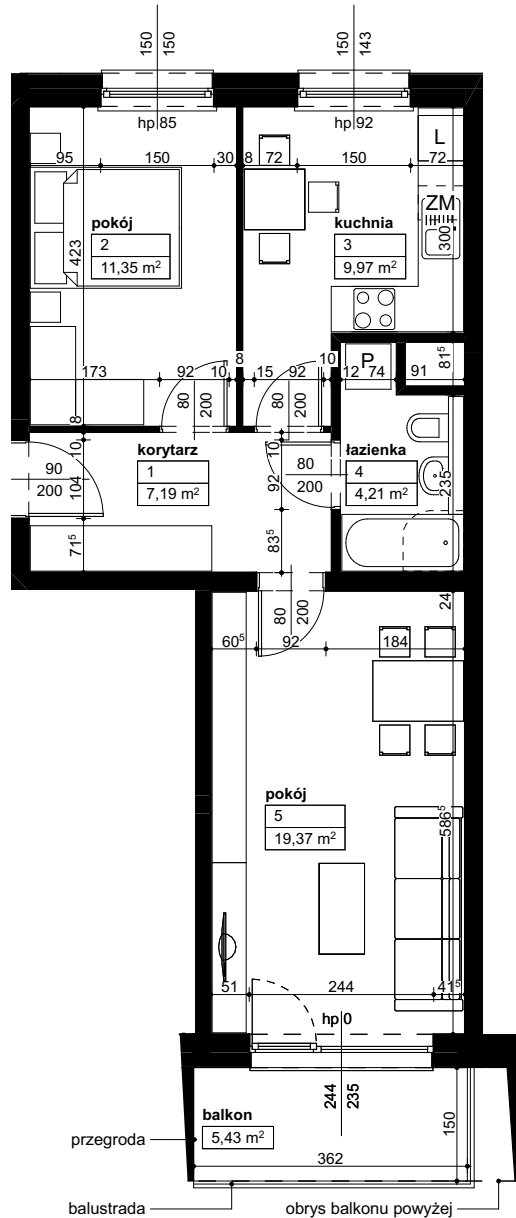 150 150
150 143
hp 85
hp 92
L
95 150 30 8 72 150 72
ZM
300
pokój
2
11,35 m²
kuchnia
3
9,97 m²
423
8 10
P
81⁵
173 92 10 15 92 12 74 91
80 200
80 200
8
10
10
korytarz
1
7,19 m²
łazienka
4
4,21 m²
90 200
104
92
80 200
235
71⁵
83⁵
80 200
24
60⁵ 92 184
pokój
5
19,37 m²
586⁵
51 244 41⁵
hp 0
244 235
balkon
5,43 m²
150
przegroda
362
balustrada
obrys balkonu powyżej